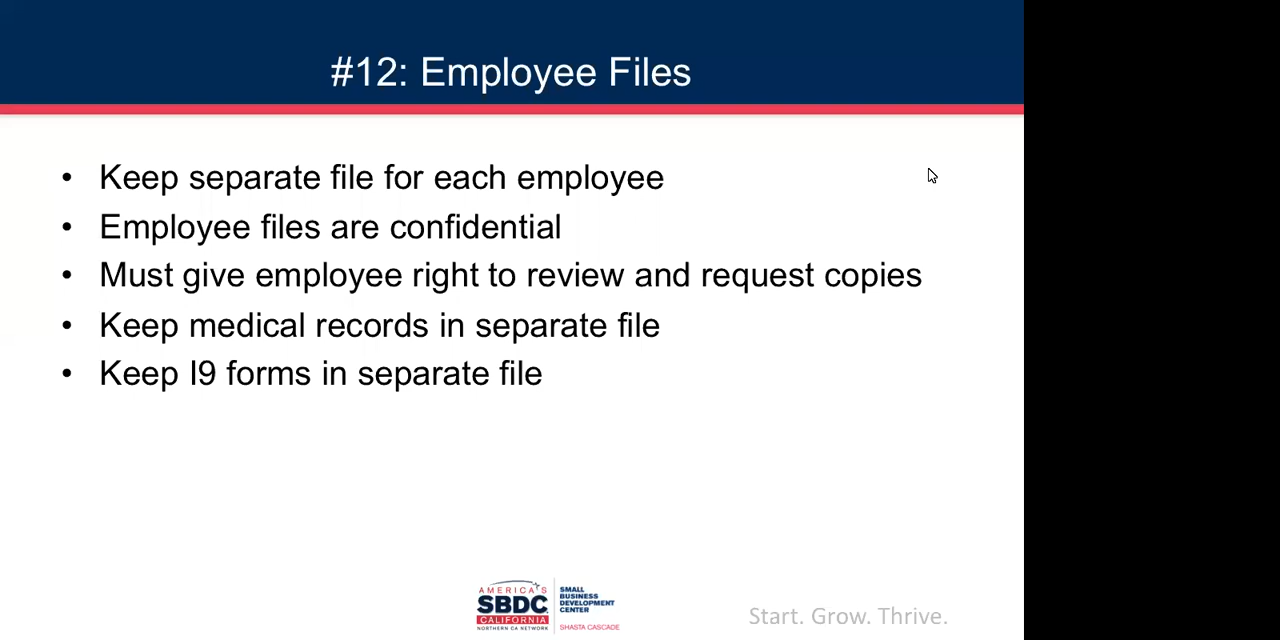 #12: Employee Files
• Keep separate file for each employee
• Employee files are confidential
• Must give employee right to review and request copies
• Keep medical records in separate file
• Keep I9 forms in separate file
AMERICA'S
SBDC
CALIFORNIA
NORTHERN CA NETWORK
SMALL
BUSINESS
DEVELOPMENT
CENTER
SHASTA CASCADE
Start. Grow. Thrive.